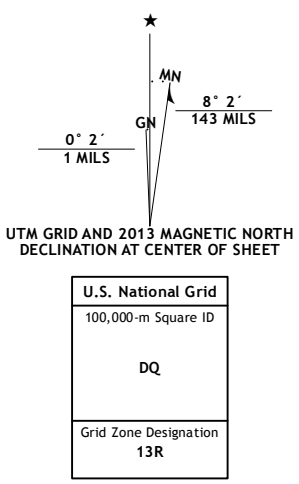 ★
MN
GN
8° 2´
143 MILS
0° 2´
1 MILS
UTM GRID AND 2013 MAGNETIC NORTH
DECLINATION AT CENTER OF SHEET
U.S. National Grid
100,000-m Square ID
DQ
Grid Zone Designation
13R